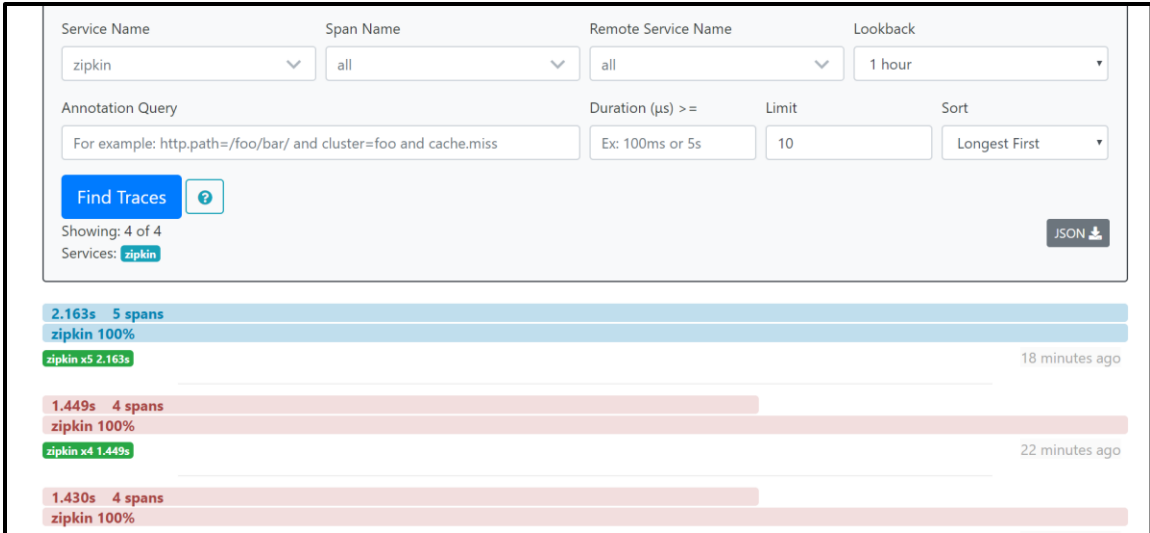 Service Name Span Name Remote Service Name Lookback
zipkin all all 1 hour
Annotation Query Duration (μs) >= Limit Sort
For example: http.path=/foo/bar/ and cluster=foo and cache.miss Ex: 100ms or 5s 10 Longest First
Find Traces
Showing: 4 of 4
JSON
Services: zipkin
2.163s 5 spans
zipkin 100%
zipkin x5 2.163s 18 minutes ago
1.449s 4 spans
zipkin 100%
zipkin x4 1.449s 22 minutes ago
1.430s 4 spans
zipkin 100%